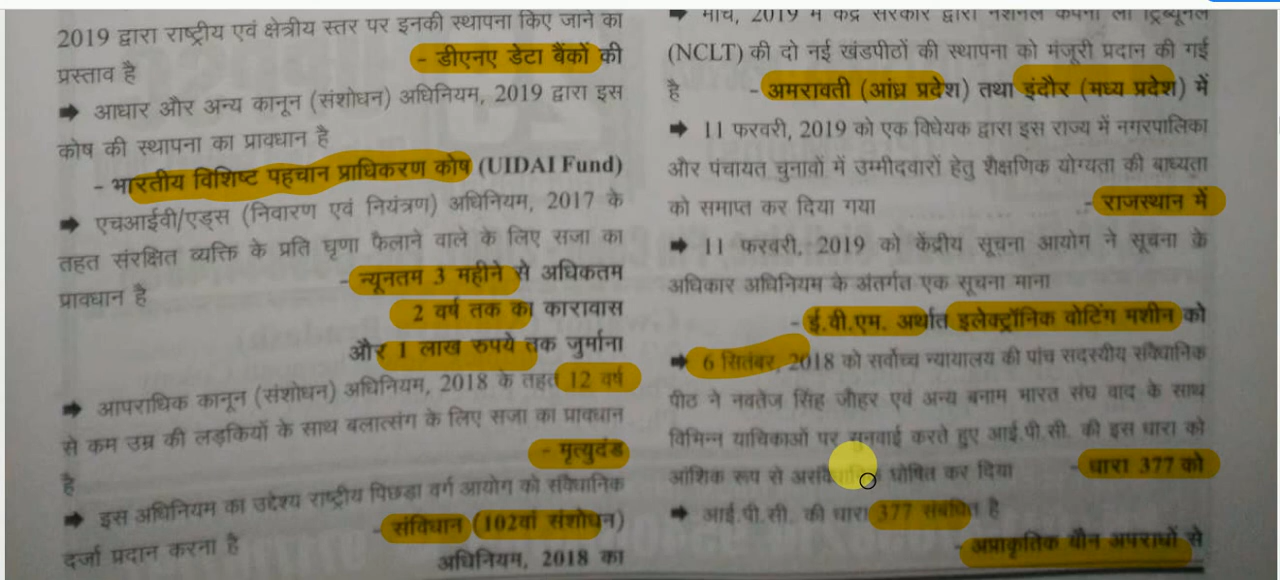 2019 द्वारा राष्ट्रीय एवं क्षेत्रीय स्तर पर इनकी स्थापना किए जाने का
प्रस्ताव है - डीएनए डेटा बैंकों की
➡ आधार और अन्य कानून (संशोधन) अधिनियम, 2019 द्वारा इस
कोष की स्थापना का प्रावधान है
- भारतीय विशिष्ट पहचान प्राधिकरण कोष (UIDAI Fund)
➡ एचआईवी/एड्स (निवारण एवं नियंत्रण) अधिनियम, 2017 के
तहत संरक्षित व्यक्ति के प्रति घृणा फैलाने वाले के लिए सजा का
प्रावधान है - न्यूनतम 3 महीने से अधिकतम
2 वर्ष तक का कारावास
और 1 लाख रुपये तक जुर्माना
➡ आपराधिक कानून (संशोधन) अधिनियम, 2018 के तहत 12 वर्ष
से कम उम्र की लड़कियों के साथ बलात्संग के लिए सजा का प्रावधान
है - मृत्युदंड
➡ इस अधिनियम का उद्देश्य राष्ट्रीय पिछड़ा वर्ग आयोग को संवैधानिक
दर्जा प्रदान करना है - संविधान (102वां संशोधन)
अधिनियम, 2018 का
➡ मार्च, 2019 में केंद्र सरकार द्वारा नेशनल कंपनी लॉ ट्रिब्यूनल
(NCLT) की दो नई खंडपीठों की स्थापना को मंजूरी प्रदान की गई
है - अमरावती (आंध्र प्रदेश) तथा इंदौर (मध्य प्रदेश) में
➡ 11 फरवरी, 2019 को एक विधेयक द्वारा इस राज्य में नगरपालिका
और पंचायत चुनावों में उम्मीदवारों हेतु शैक्षणिक योग्यता की बाध्यता
को समाप्त कर दिया गया - राजस्थान में
➡ 11 फरवरी, 2019 को केंद्रीय सूचना आयोग ने सूचना के
अधिकार अधिनियम के अंतर्गत एक सूचना माना
- ई.वी.एम. अर्थात इलेक्ट्रॉनिक वोटिंग मशीन को
➡ 6 सितंबर, 2018 को सर्वोच्च न्यायालय की पांच सदस्यीय संवैधानिक
पीठ ने नवतेज सिंह जौहर एवं अन्य बनाम भारत संघ वाद के साथ
विभिन्न याचिकाओं पर सुनवाई करते हुए आई.पी.सी. की इस धारा को
आंशिक रूप से असंवैधानिक घोषित कर दिया - धारा 377 को
➡ आई.पी.सी. की धारा 377 संबंधित है
- अप्राकृतिक यौन अपराधों से